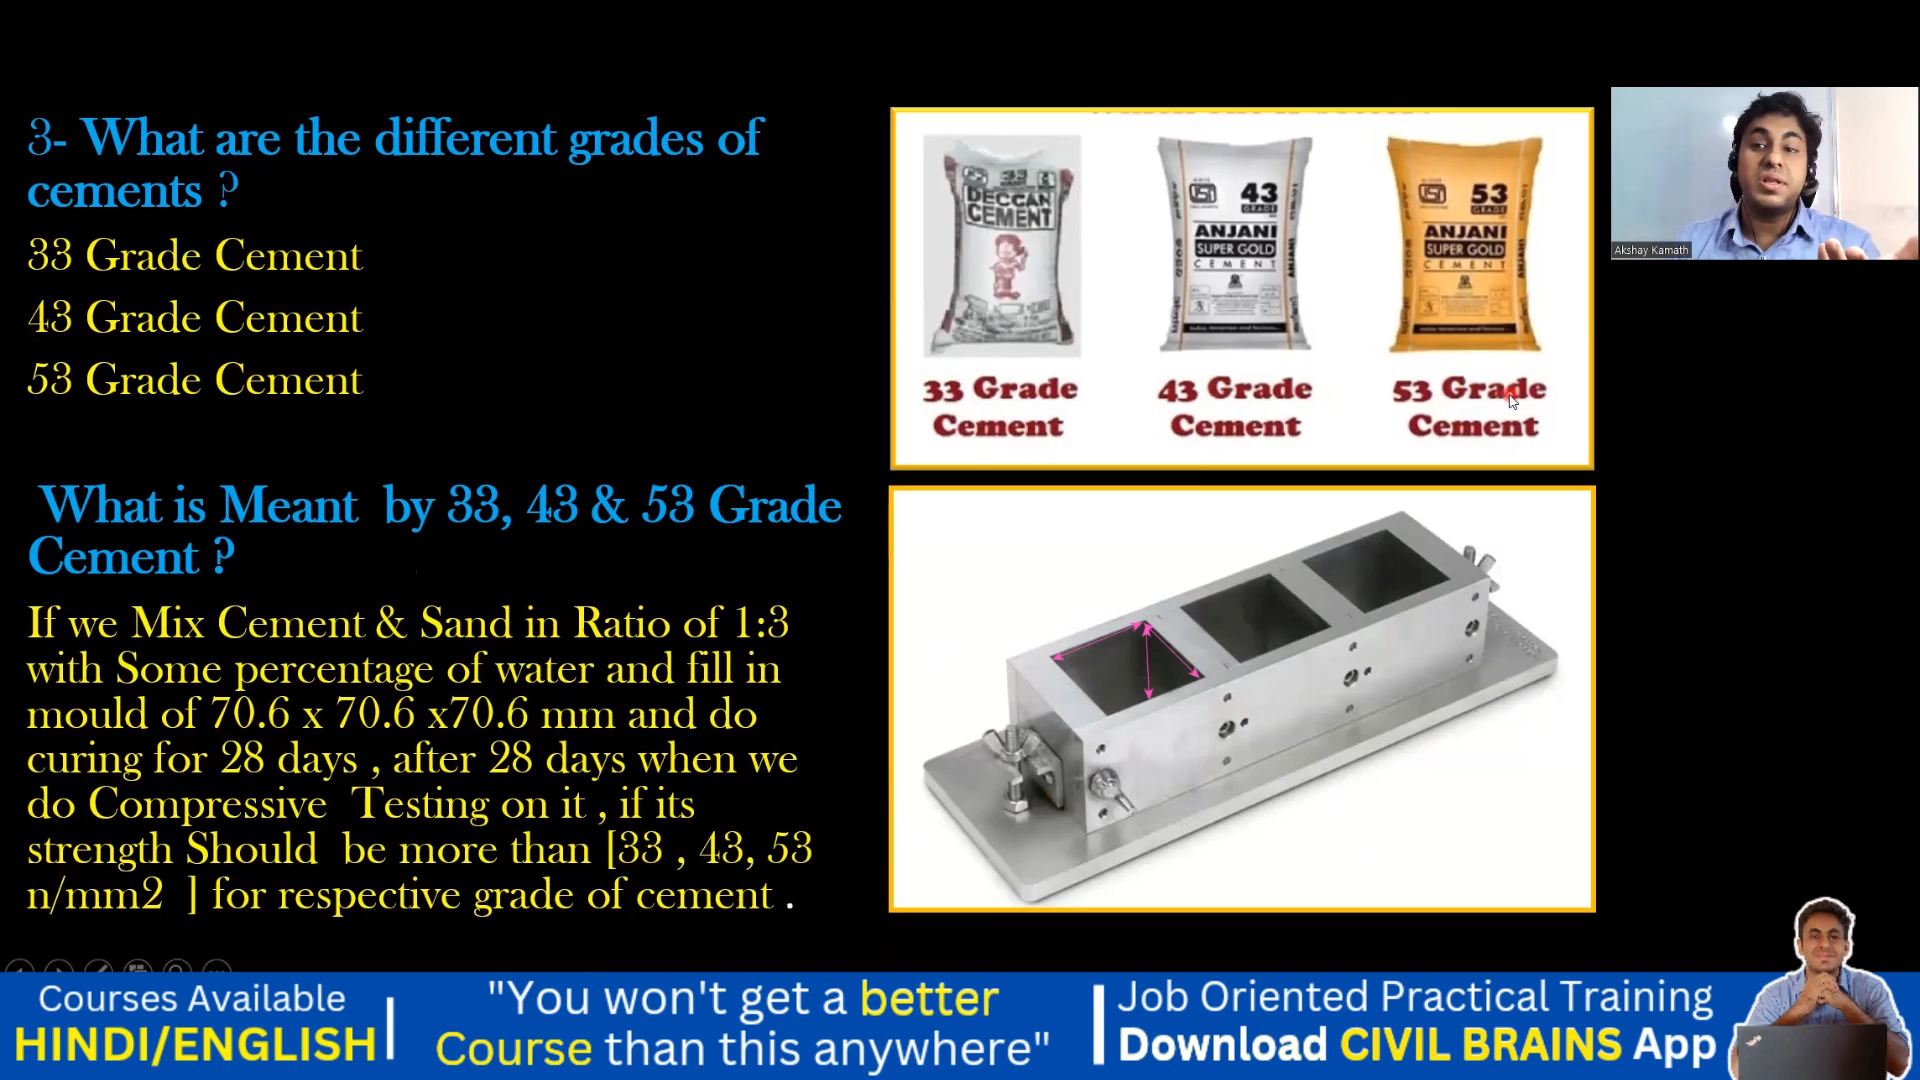 3- What are the different grades of
cements ?
33 Grade Cement
43 Grade Cement
53 Grade Cement
What is Meant by 33, 43 & 53 Grade
Cement ?
If we Mix Cement & Sand in Ratio of 1:3
with Some percentage of water and fill in
mould of 70.6 x 70.6 x70.6 mm and do
curing for 28 days , after 28 days when we
do Compressive Testing on it , if its
strength Should be more than [33 , 43, 53
n/mm2 ] for respective grade of cement .
33
DECCAN
CEMENT
33 Grade
Cement
43
GRADE
ANJANI
SUPER GOLD
CEMENT
43 Grade
Cement
53
GRADE
ANJANI
SUPER GOLD
CEMENT
53 Grade
Cement
Akshay Kamath
Courses Available
HINDI/ENGLISH
"You won't get a better
Course than this anywhere"
Job Oriented Practical Training
Download CIVIL BRAINS App